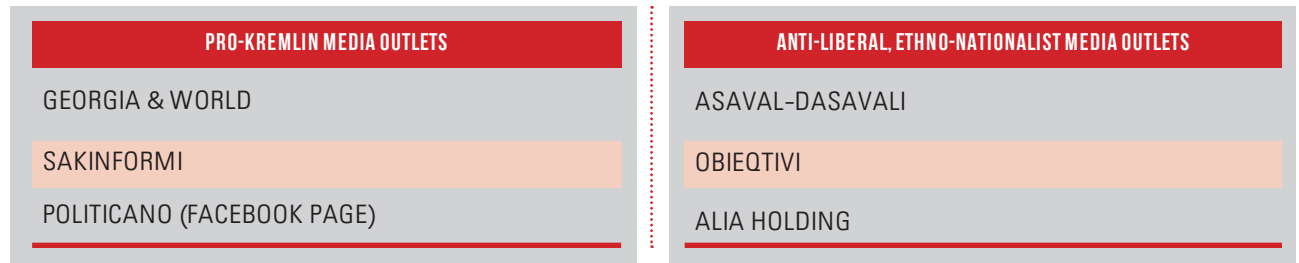 PRO-KREMLIN MEDIA OUTLETS
GEORGIA & WORLD
SAKINFORMI
POLITICANO (FACEBOOK PAGE)
ANTI-LIBERAL, ETHNO-NATIONALIST MEDIA OUTLETS
ASAVAL-DASAVALI
OBIEQTIVI
ALIA HOLDING